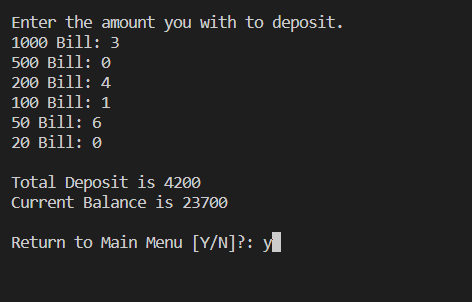 Enter the amount you with to deposit.
1000 Bill: 3
500 Bill: 0
200 Bill: 4
100 Bill: 1
50 Bill: 6
20 Bill: 0
Total Deposit is 4200
Current Balance is 23700
Return to Main Menu [Y/N]?: y